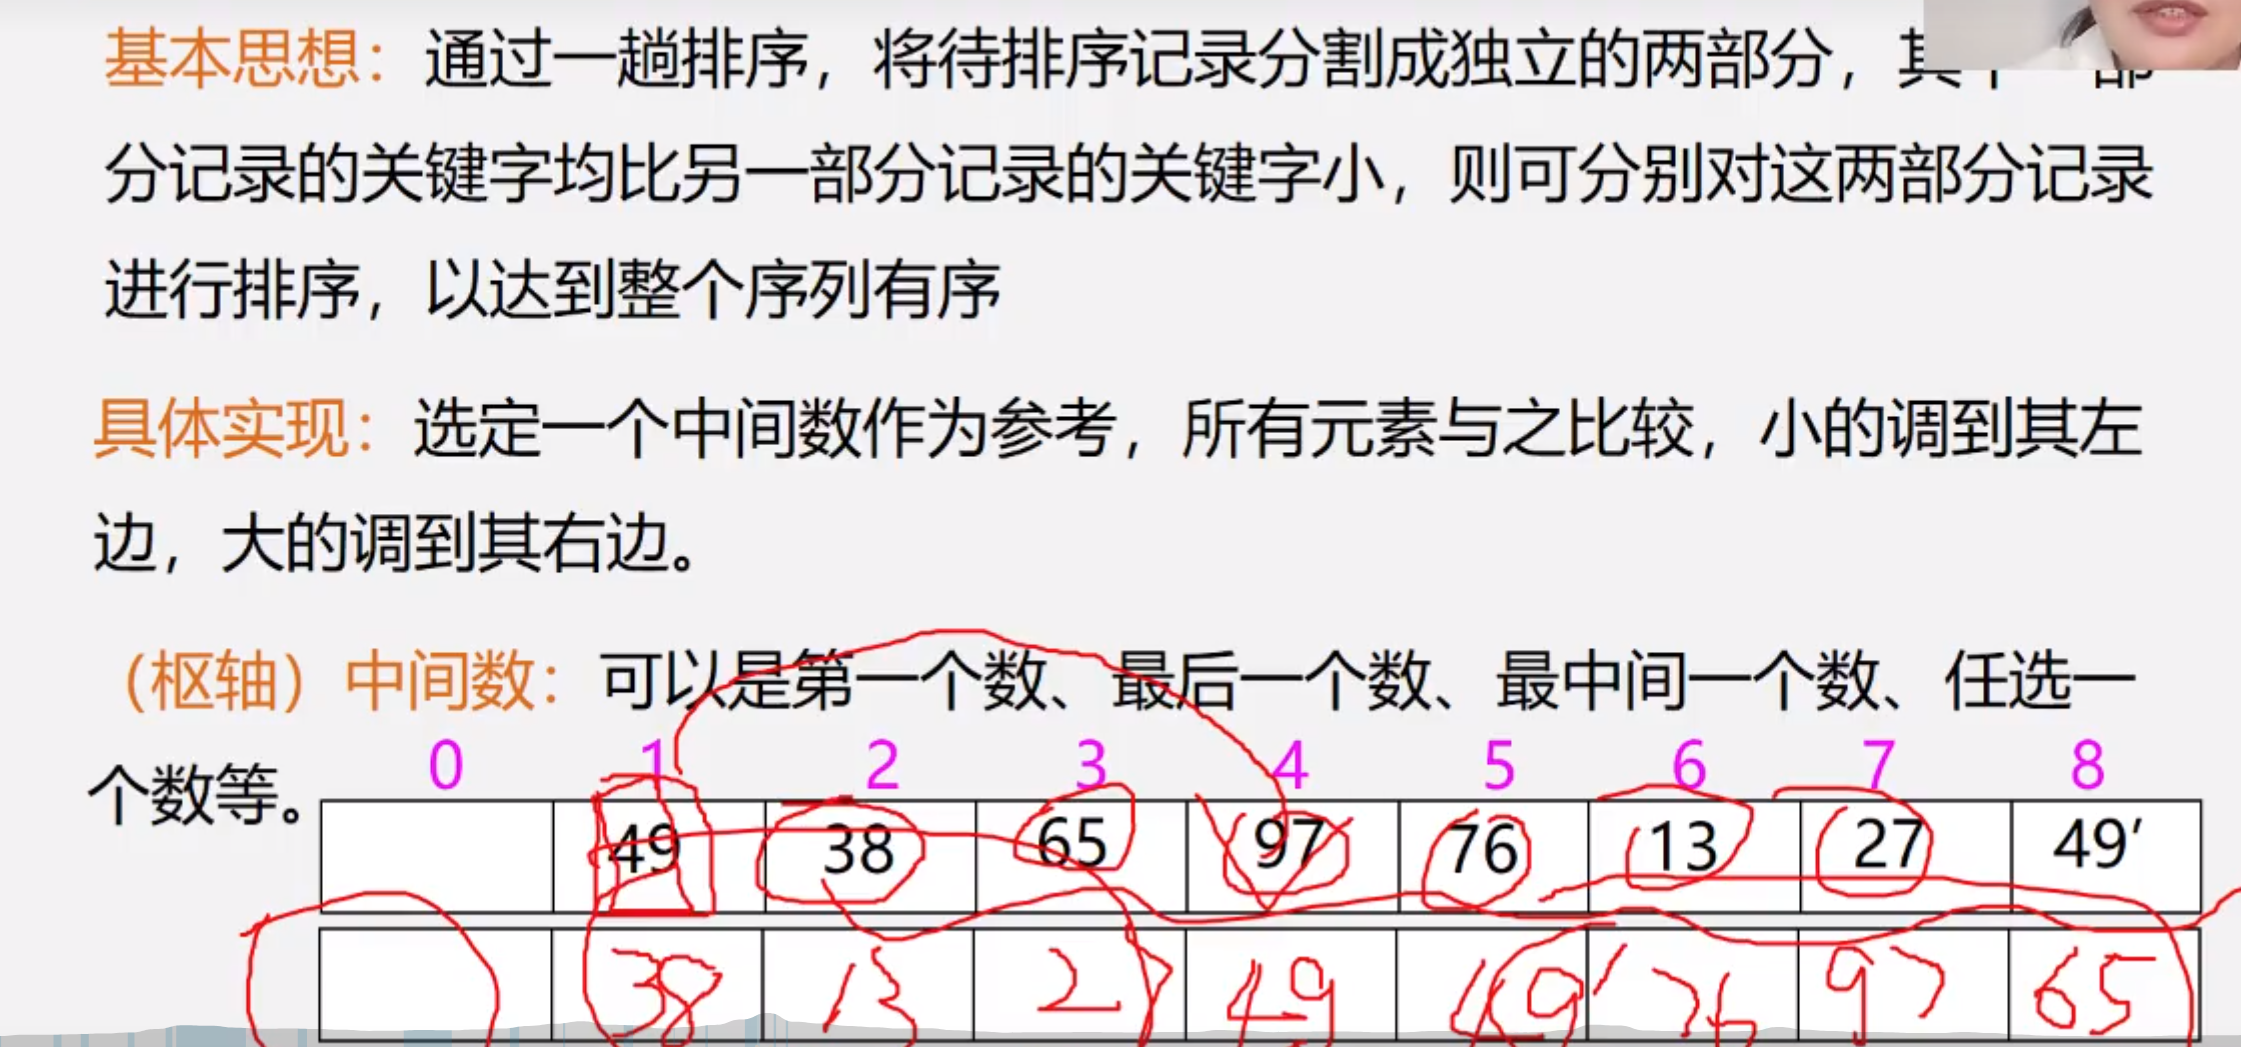 基本思想：通过一趟排序，将待排序记录分割成独立的两部分，其
分记录的关键字均比另一部分记录的关键字小，则可分别对这两部分记录
进行排序，以达到整个序列有序
具体实现：选定一个中间数作为参考，所有元素与之比较，小的调到其左
边，大的调到其右边。
（枢轴）中间数：可以是第一个数、最后一个数、最中间一个数、任选一
个数等。
0 1 2 3 4 5 6 7 8
49 38 65 97 76 13 27 49′
38 13 27 49 49′ 76 97 65